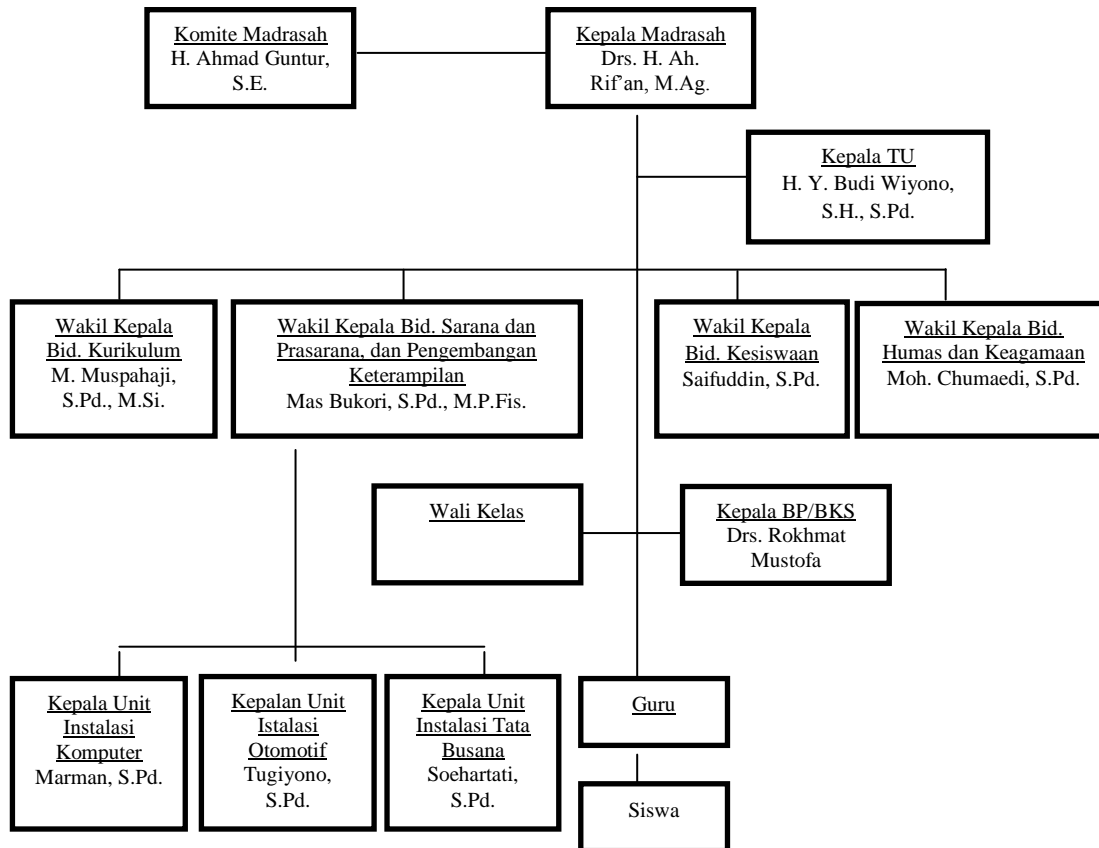 Komite Madrasah
H. Ahmad Guntur,
S.E.
Kepala Madrasah
Drs. H. Ah.
Rif’an, M.Ag.
Kepala TU
H. Y. Budi Wiyono,
S.H., S.Pd.
Wakil Kepala
Bid. Kurikulum
M. Muspahaji,
S.Pd., M.Si.
Wakil Kepala Bid. Sarana dan
Prasarana, dan Pengembangan
Keterampilan
Mas Bukori, S.Pd., M.P.Fis.
Wakil Kepala
Bid. Kesiswaan
Saifuddin, S.Pd.
Wakil Kepala Bid.
Humas dan Keagamaan
Moh. Chumaedi, S.Pd.
Wali Kelas
Kepala BP/BKS
Drs. Rokhmat
Mustofa
Kepala Unit
Instalasi
Komputer
Marman, S.Pd.
Kepalan Unit
Istalasi
Otomotif
Tugiyono,
S.Pd.
Kepala Unit
Instalasi Tata
Busana
Soehartati,
S.Pd.
Guru
Siswa